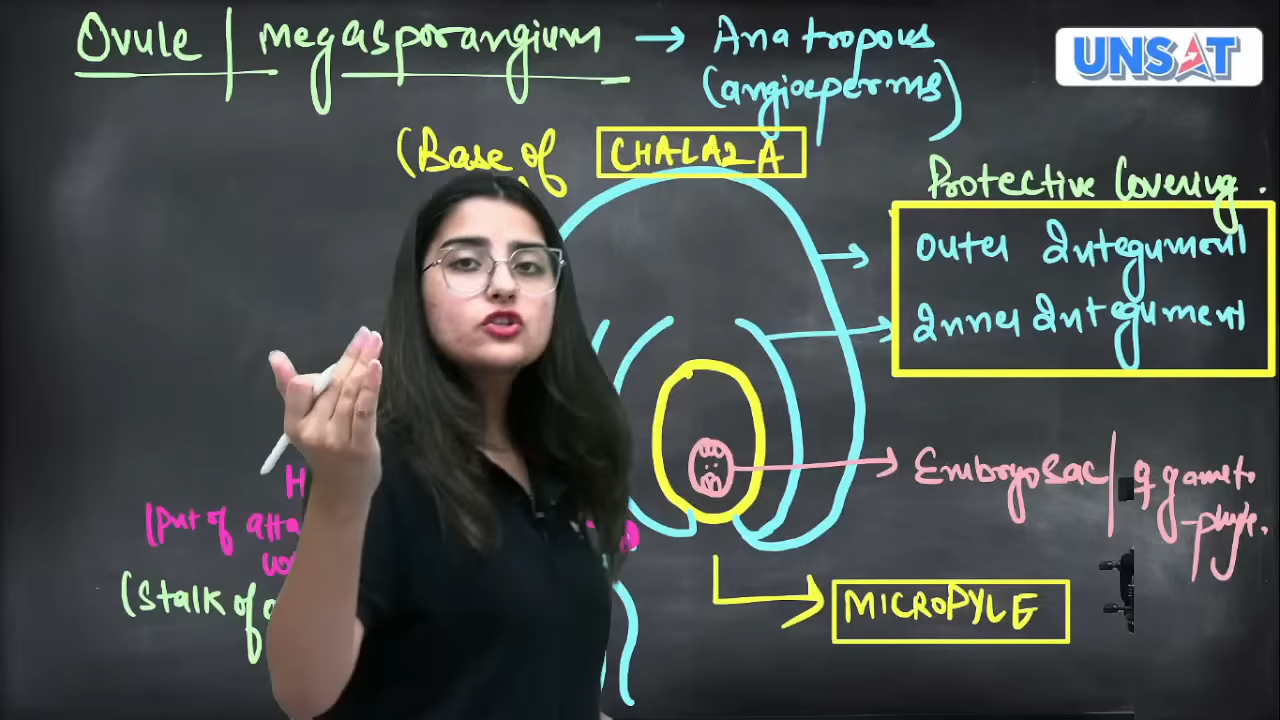 Ovule | megasporangium → Anatropous
(angiosperms)
UNSAT
(Base of CHALAZA
Protective Covering.
Outer Integument
Inner Integument
Embryosac | ♀ gameto
-phyte.
H
(pnt of atta
(Stalk of o
MICROPYLE